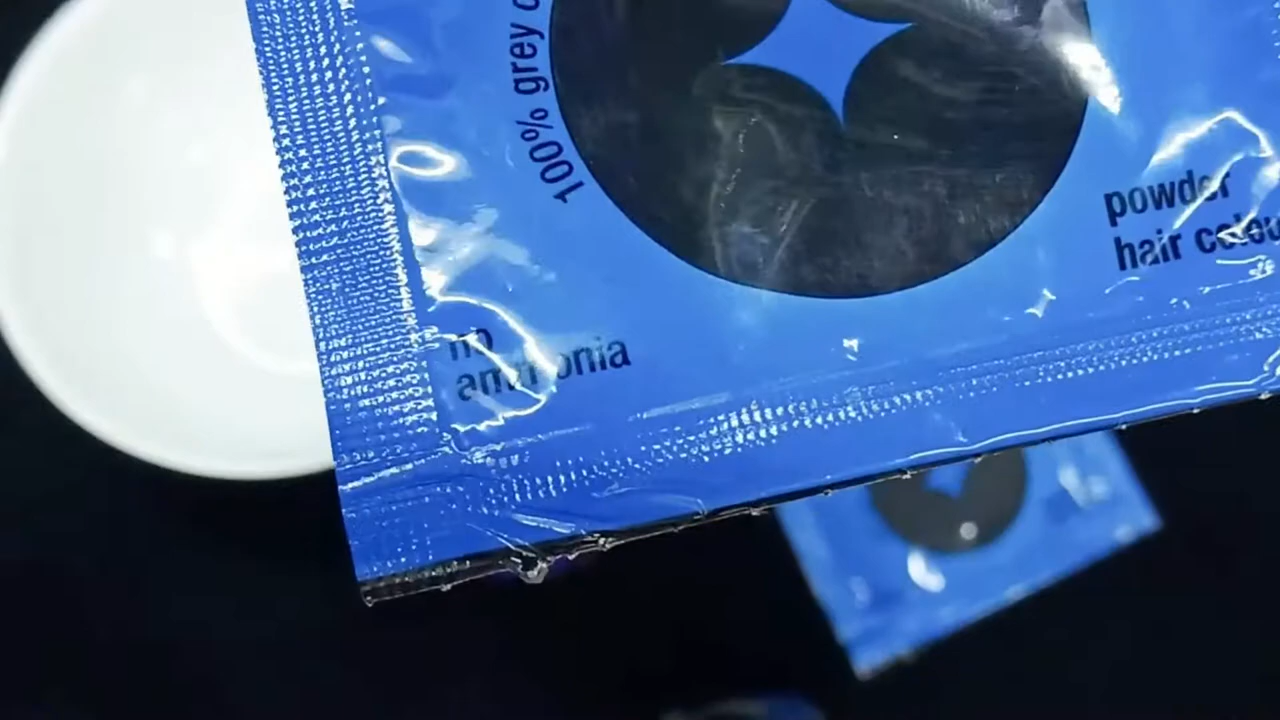 100% grey
powder
hair colou
no
ammonia